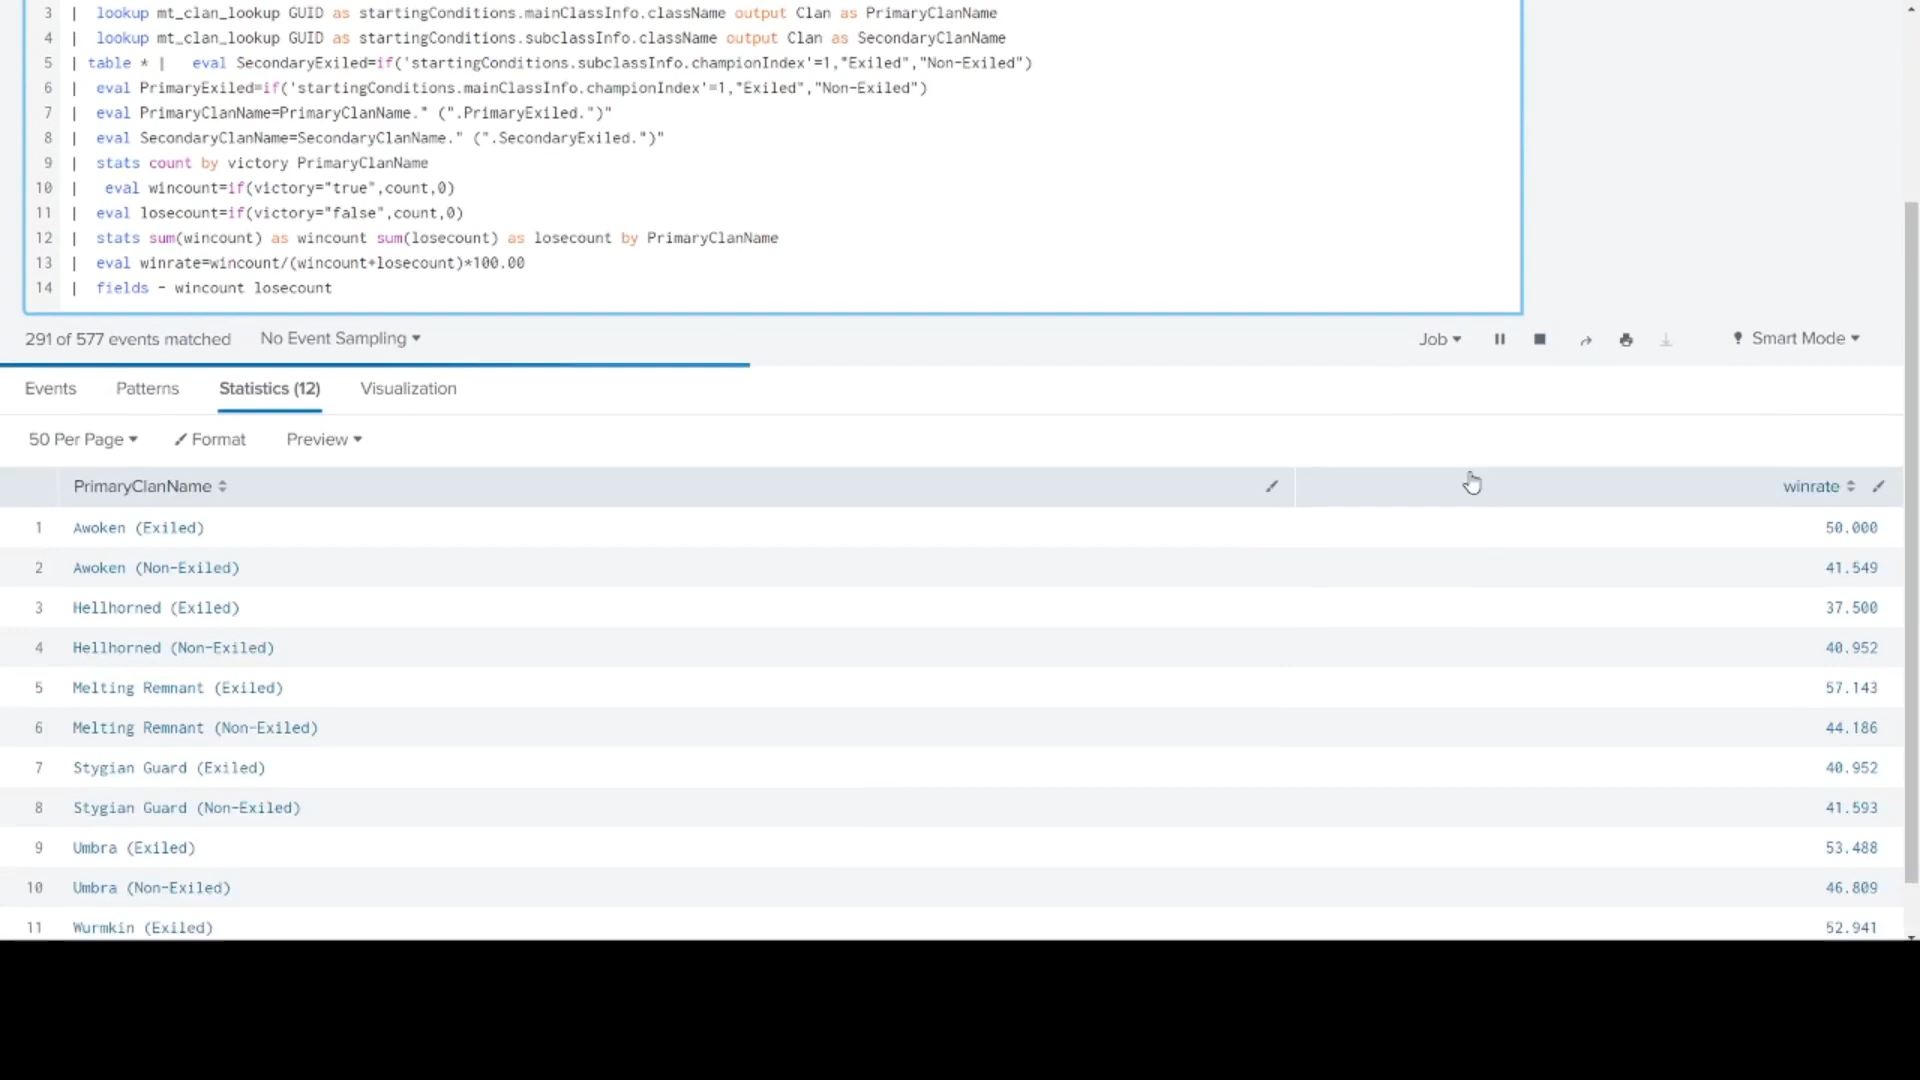 3 | lookup mt_clan_lookup GUID as startingConditions.mainClassInfo.className output Clan as PrimaryClanName
4 | lookup mt_clan_lookup GUID as startingConditions.subclassInfo.className output Clan as SecondaryClanName
5 | table * | eval SecondaryExiled=if('startingConditions.subclassInfo.championIndex'=1,"Exiled","Non-Exiled")
6 | eval PrimaryExiled=if('startingConditions.mainClassInfo.championIndex'=1,"Exiled","Non-Exiled")
7 | eval PrimaryClanName=PrimaryClanName." (".PrimaryExiled.")"
8 | eval SecondaryClanName=SecondaryClanName." (".SecondaryExiled.")"
9 | stats count by victory PrimaryClanName
10 | eval wincount=if(victory="true",count,0)
11 | eval losecount=if(victory="false",count,0)
12 | stats sum(wincount) as wincount sum(losecount) as losecount by PrimaryClanName
13 | eval winrate=wincount/(wincount+losecount)*100.00
14 | fields - wincount losecount
291 of 577 events matched No Event Sampling Job Smart Mode
Events Patterns Statistics (12) Visualization
50 Per Page Format Preview
PrimaryClanName winrate
1 Awoken (Exiled) 50.000
2 Awoken (Non-Exiled) 41.549
3 Hellhorned (Exiled) 37.500
4 Hellhorned (Non-Exiled) 40.952
5 Melting Remnant (Exiled) 57.143
6 Melting Remnant (Non-Exiled) 44.186
7 Stygian Guard (Exiled) 40.952
8 Stygian Guard (Non-Exiled) 41.593
9 Umbra (Exiled) 53.488
10 Umbra (Non-Exiled) 46.809
11 Wurmkin (Exiled) 52.941